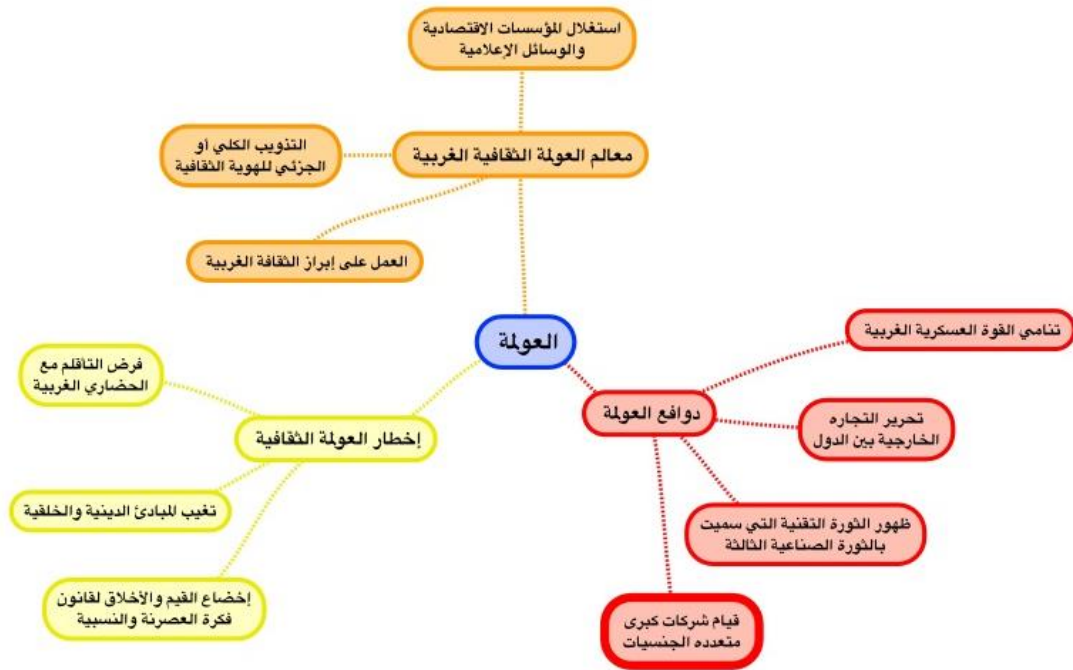 استغلال المؤسسات الاقتصادية
والوسائل الإعلامية
معالم العولمة الثقافية الغربية
التذويب الكلي أو
الجزئي للهوية الثقافية
العمل على إبراز الثقافة الغربية
العولمة
تنامي القوة العسكرية الغربية
دوافع العولمة
تحرير التجاره
الخارجية بين الدول
ظهور الثورة التقنية التي سميت
بالثورة الصناعية الثالثة
قيام شركات كبرى
متعدده الجنسيات
فرض التأقلم مع
الحضاري الغربية
إخطار العولمة الثقافية
تغيب المبادئ الدينية والخلقية
إخضاع القيم والأخلاق لقانون
فكرة العصرنة والنسبية